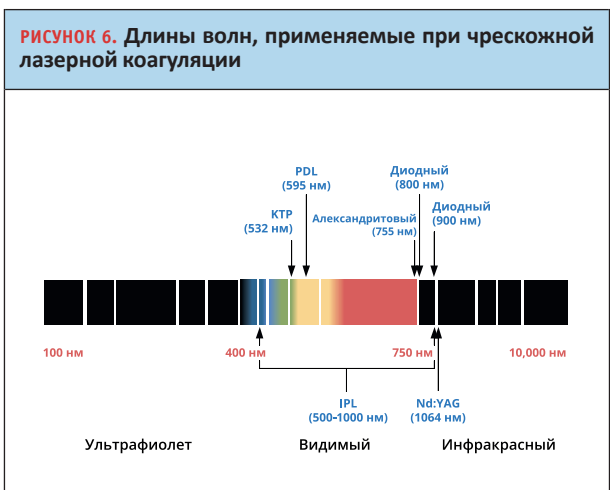 РИСУНОК 6. Длины волн, применяемые при чрескожной
лазерной коагуляции
PDL
(595 нм)
Диодный
(800 нм)
KTP
(532 нм)
Александритовый
(755 нм)
Диодный
(900 нм)
100 нм
400 нм
750 нм
10,000 нм
IPL
(500-1000 нм)
Nd:YAG
(1064 нм)
Ультрафиолет
Видимый
Инфракрасный